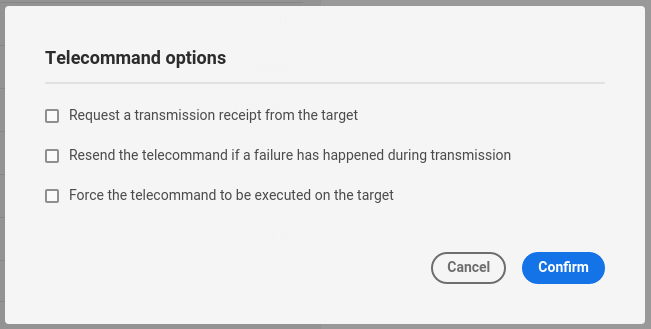 Telecommand options
Request a transmission receipt from the target
Resend the telecommand if a failure has happened during transmission
Force the telecommand to be executed on the target
Cancel
Confirm